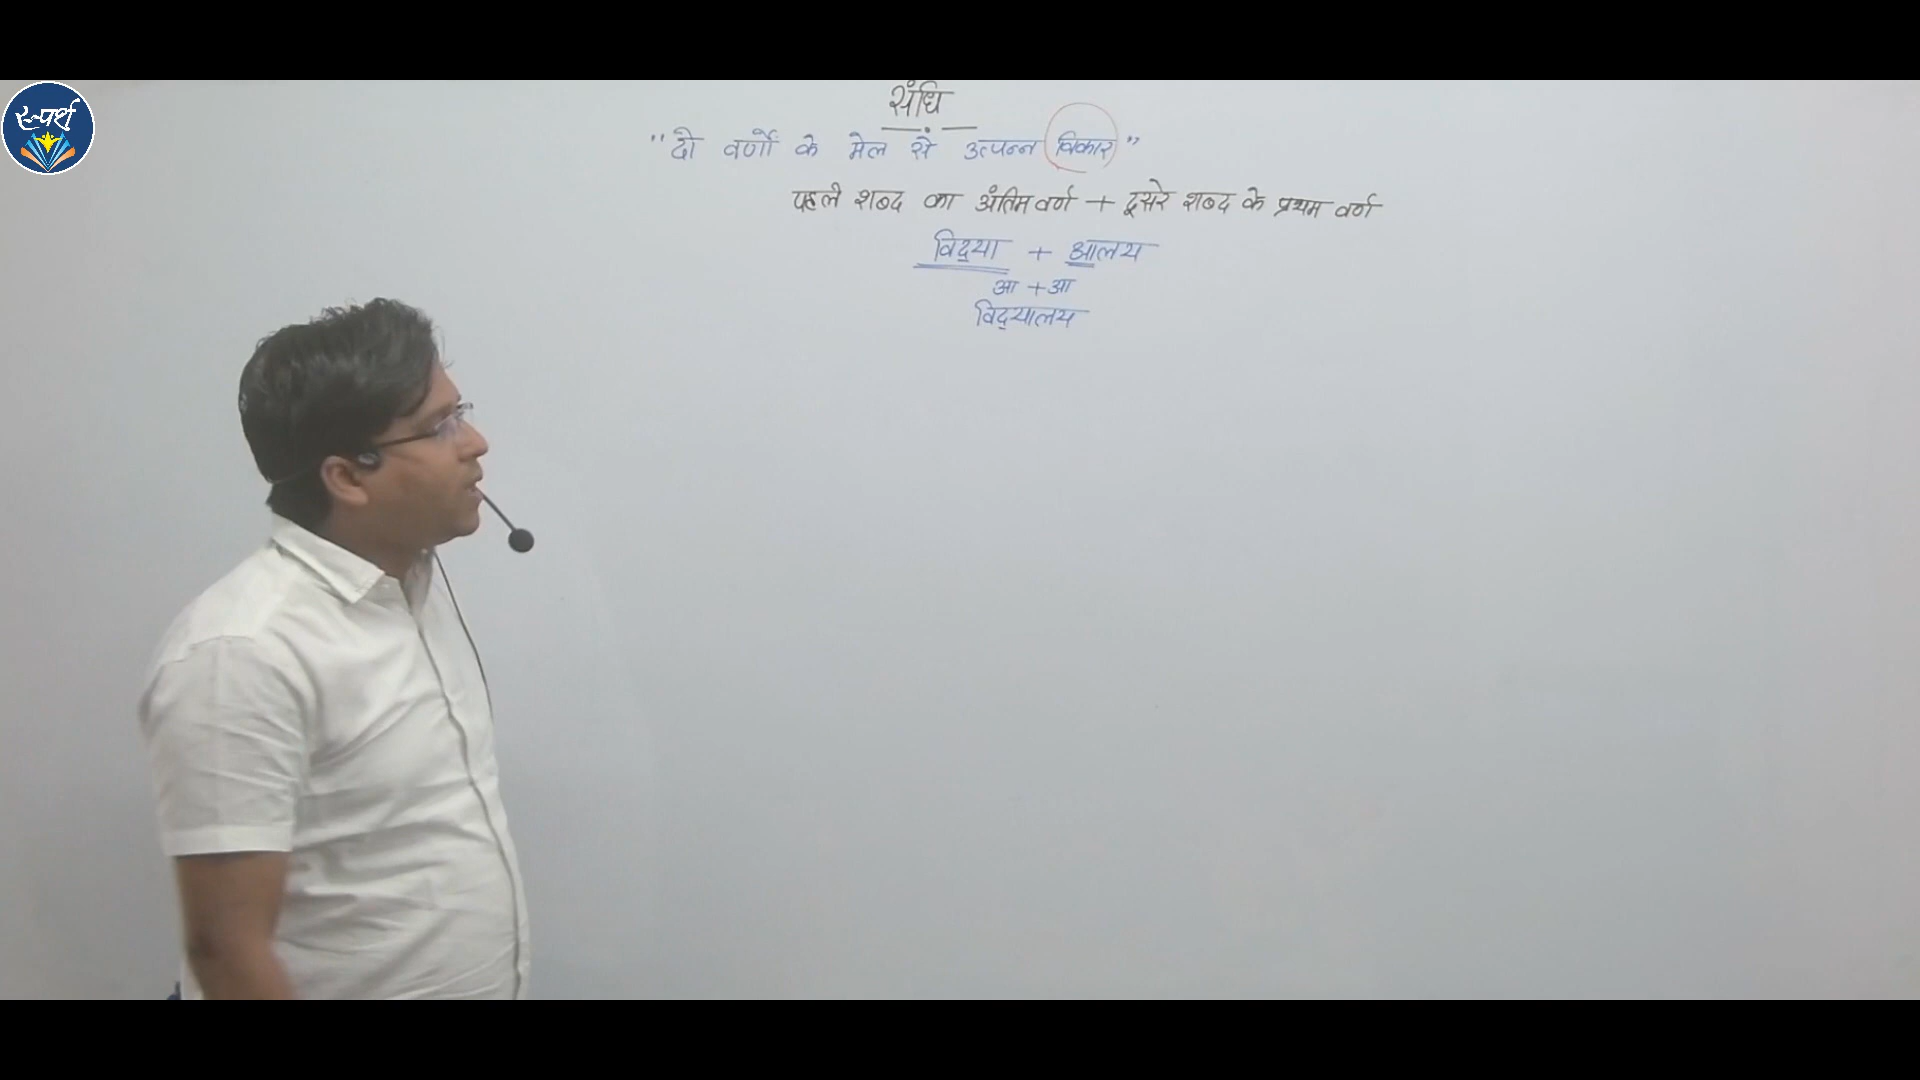 स्पर्श
संधि
"दो वर्णों के मेल से उत्पन्न विकार"
पहले शब्द का अंतिम वर्ण + दूसरे शब्द के प्रथम वर्ण
विद्या + आलय
आ + आ
विद्यालय